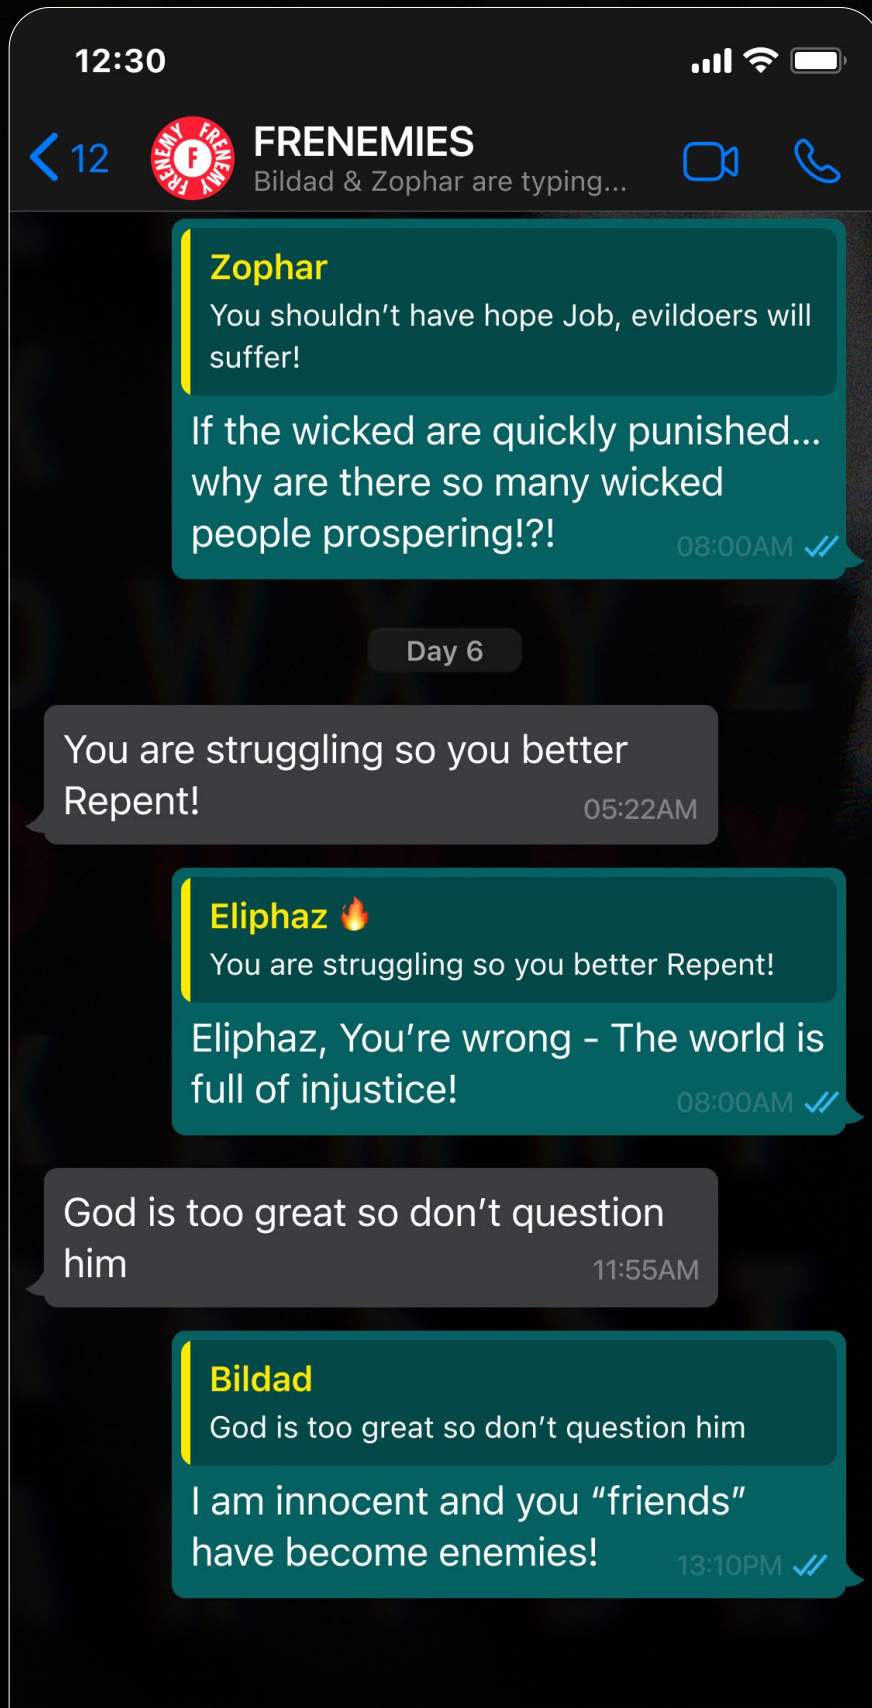 12:30
12
FRENEMY FRENEMY FRENEMY
F
FRENEMIES
Bildad & Zophar are typing...
Zophar
You shouldn’t have hope Job, evildoers will
suffer!
If the wicked are quickly punished...
why are there so many wicked
people prospering!?!
08:00AM
Day 6
You are struggling so you better
Repent!
05:22AM
Eliphaz 🔥
You are struggling so you better Repent!
Eliphaz, You’re wrong - The world is
full of injustice!
08:00AM
God is too great so don’t question
him
11:55AM
Bildad
God is too great so don’t question him
I am innocent and you “friends”
have become enemies!
13:10PM